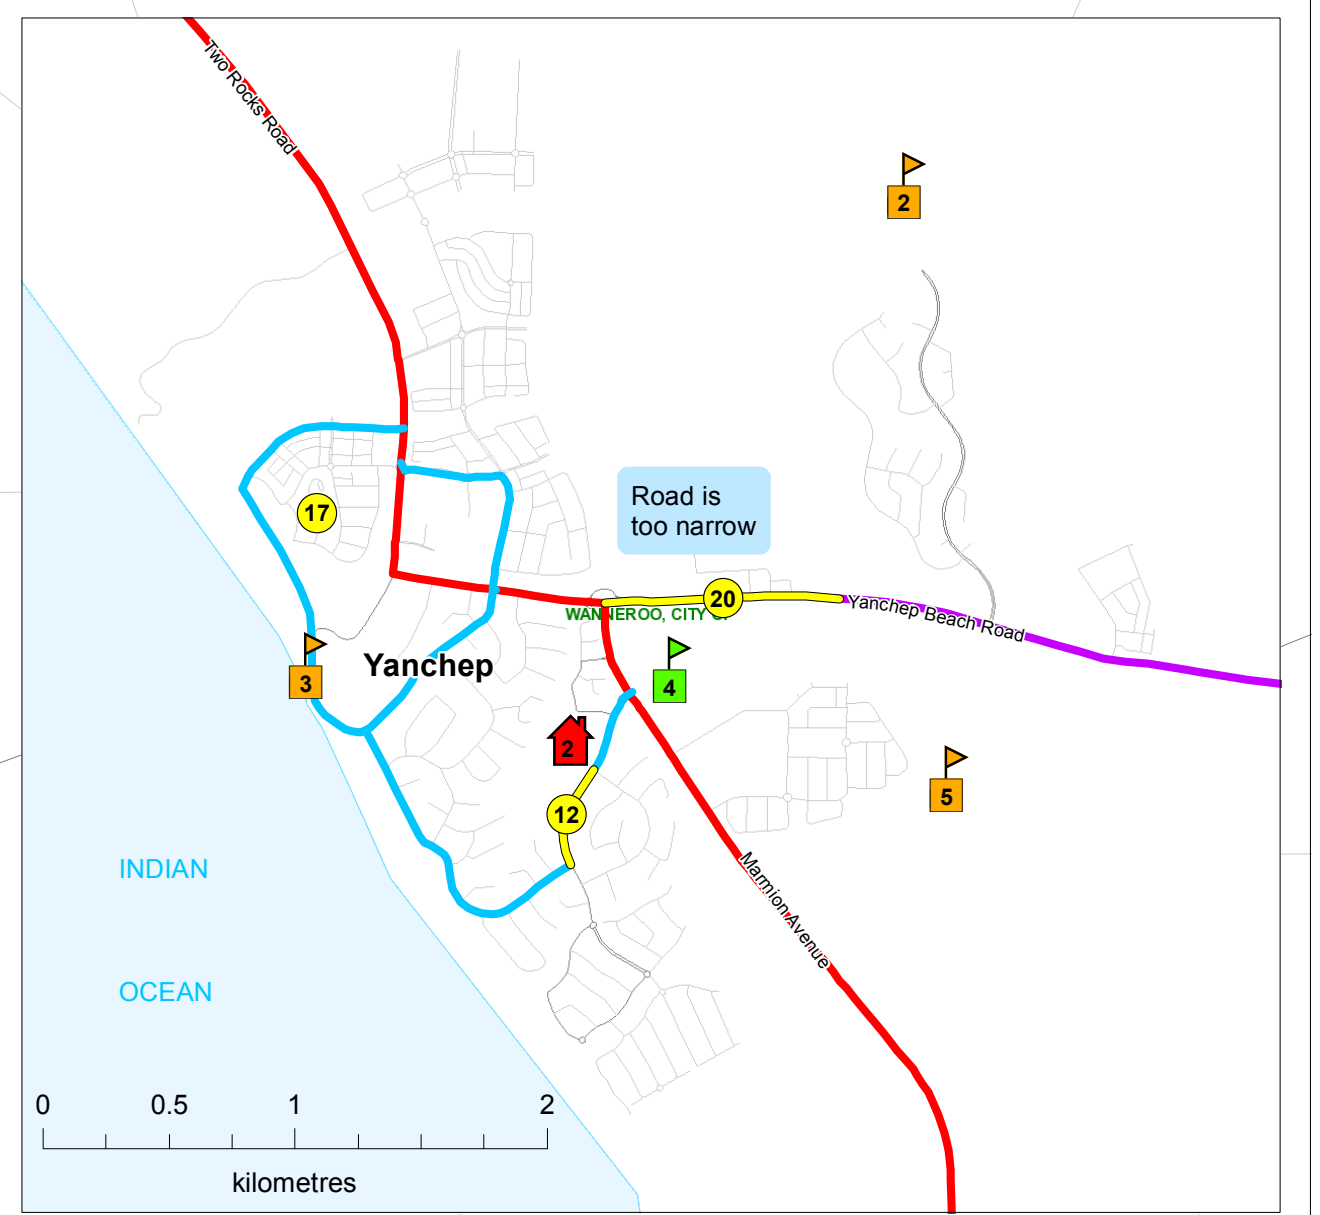 Two Rocks Road
2
17
Road is
too narrow
20
Yanchep Beach Road
WANNEROO, CITY OF
3
Yanchep
4
2
12
5
Marmion Avenue
INDIAN
OCEAN
0 0.5 1 2
kilometres